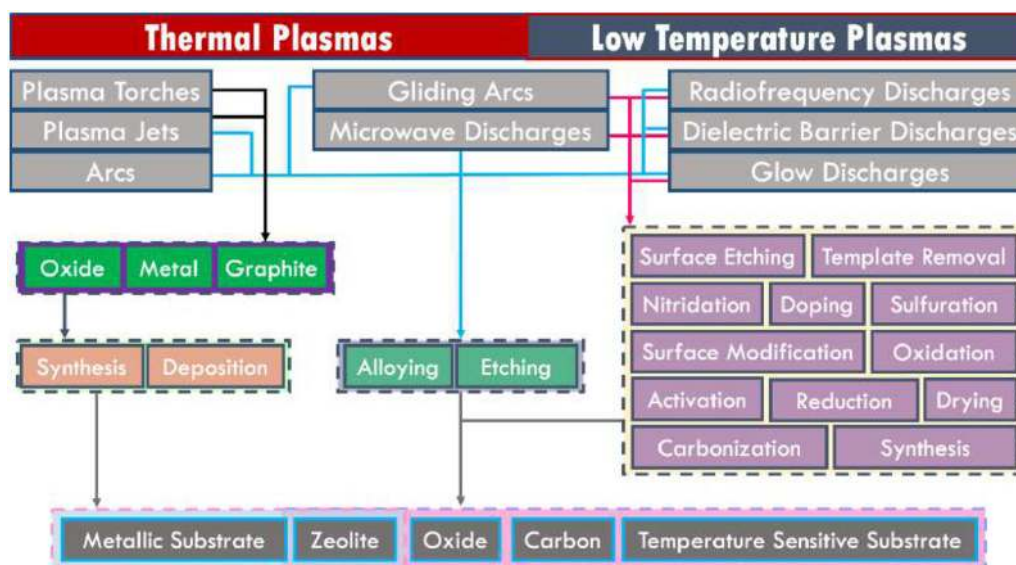 Thermal Plasmas
Low Temperature Plasmas
Plasma Torches
Plasma Jets
Arcs
Gliding Arcs
Microwave Discharges
Radiofrequency Discharges
Dielectric Barrier Discharges
Glow Discharges
Oxide
Metal
Graphite
Synthesis
Deposition
Alloying
Etching
Surface Etching
Template Removal
Nitridation
Doping
Sulfuration
Surface Modification
Oxidation
Activation
Reduction
Drying
Carbonization
Synthesis
Metallic Substrate
Zeolite
Oxide
Carbon
Temperature Sensitive Substrate